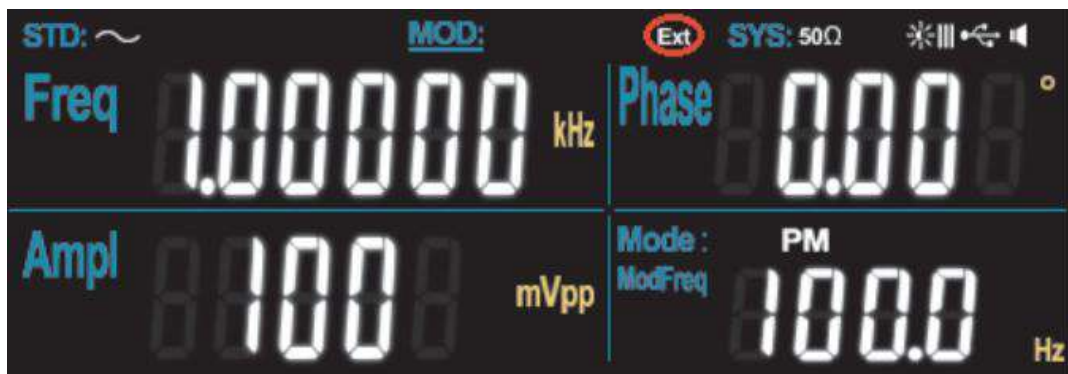 STD: MOD: Ext SYS: 50Ω
Freq 1.00000 kHz Phase 0.00 °
Ampl 100 mVpp Mode: PM
ModFreq 100.0 Hz